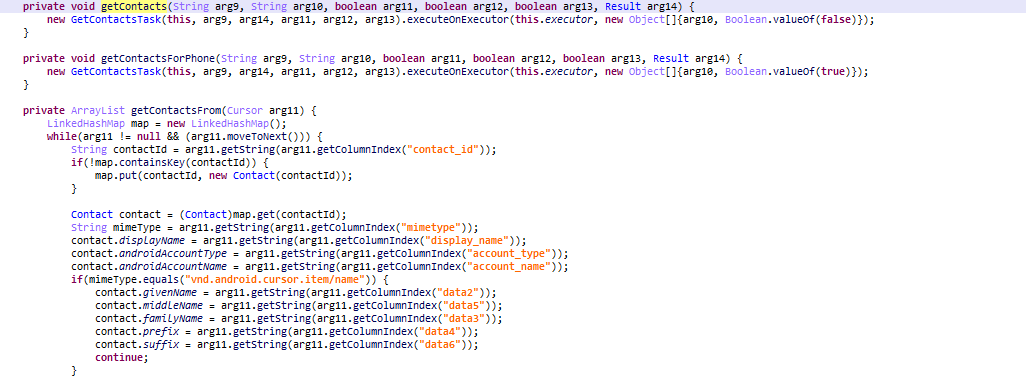 private void getContacts(String arg9, String arg10, boolean arg11, boolean arg12, boolean arg13, Result arg14) {
    new GetContactsTask(this, arg9, arg14, arg11, arg12, arg13).executeOnExecutor(this.executor, new Object[]{arg10, Boolean.valueOf(false)});
}

private void getContactsForPhone(String arg9, String arg10, boolean arg11, boolean arg12, boolean arg13, Result arg14) {
    new GetContactsTask(this, arg9, arg14, arg11, arg12, arg13).executeOnExecutor(this.executor, new Object[]{arg10, Boolean.valueOf(true)});
}

private ArrayList getContactsFrom(Cursor arg11) {
    LinkedHashMap map = new LinkedHashMap();
    while(arg11 != null && (arg11.moveToNext())) {
        String contactId = arg11.getString(arg11.getColumnIndex("contact_id"));
        if(!map.containsKey(contactId)) {
            map.put(contactId, new Contact(contactId));
        }

        Contact contact = (Contact)map.get(contactId);
        String mimeType = arg11.getString(arg11.getColumnIndex("mimetype"));
        contact.displayName = arg11.getString(arg11.getColumnIndex("display_name"));
        contact.androidAccountType = arg11.getString(arg11.getColumnIndex("account_type"));
        contact.androidAccountName = arg11.getString(arg11.getColumnIndex("account_name"));
        if(mimeType.equals("vnd.android.cursor.item/name")) {
            contact.givenName = arg11.getString(arg11.getColumnIndex("data2"));
            contact.middleName = arg11.getString(arg11.getColumnIndex("data5"));
            contact.familyName = arg11.getString(arg11.getColumnIndex("data3"));
            contact.prefix = arg11.getString(arg11.getColumnIndex("data4"));
            contact.suffix = arg11.getString(arg11.getColumnIndex("data6"));
            continue;
        }